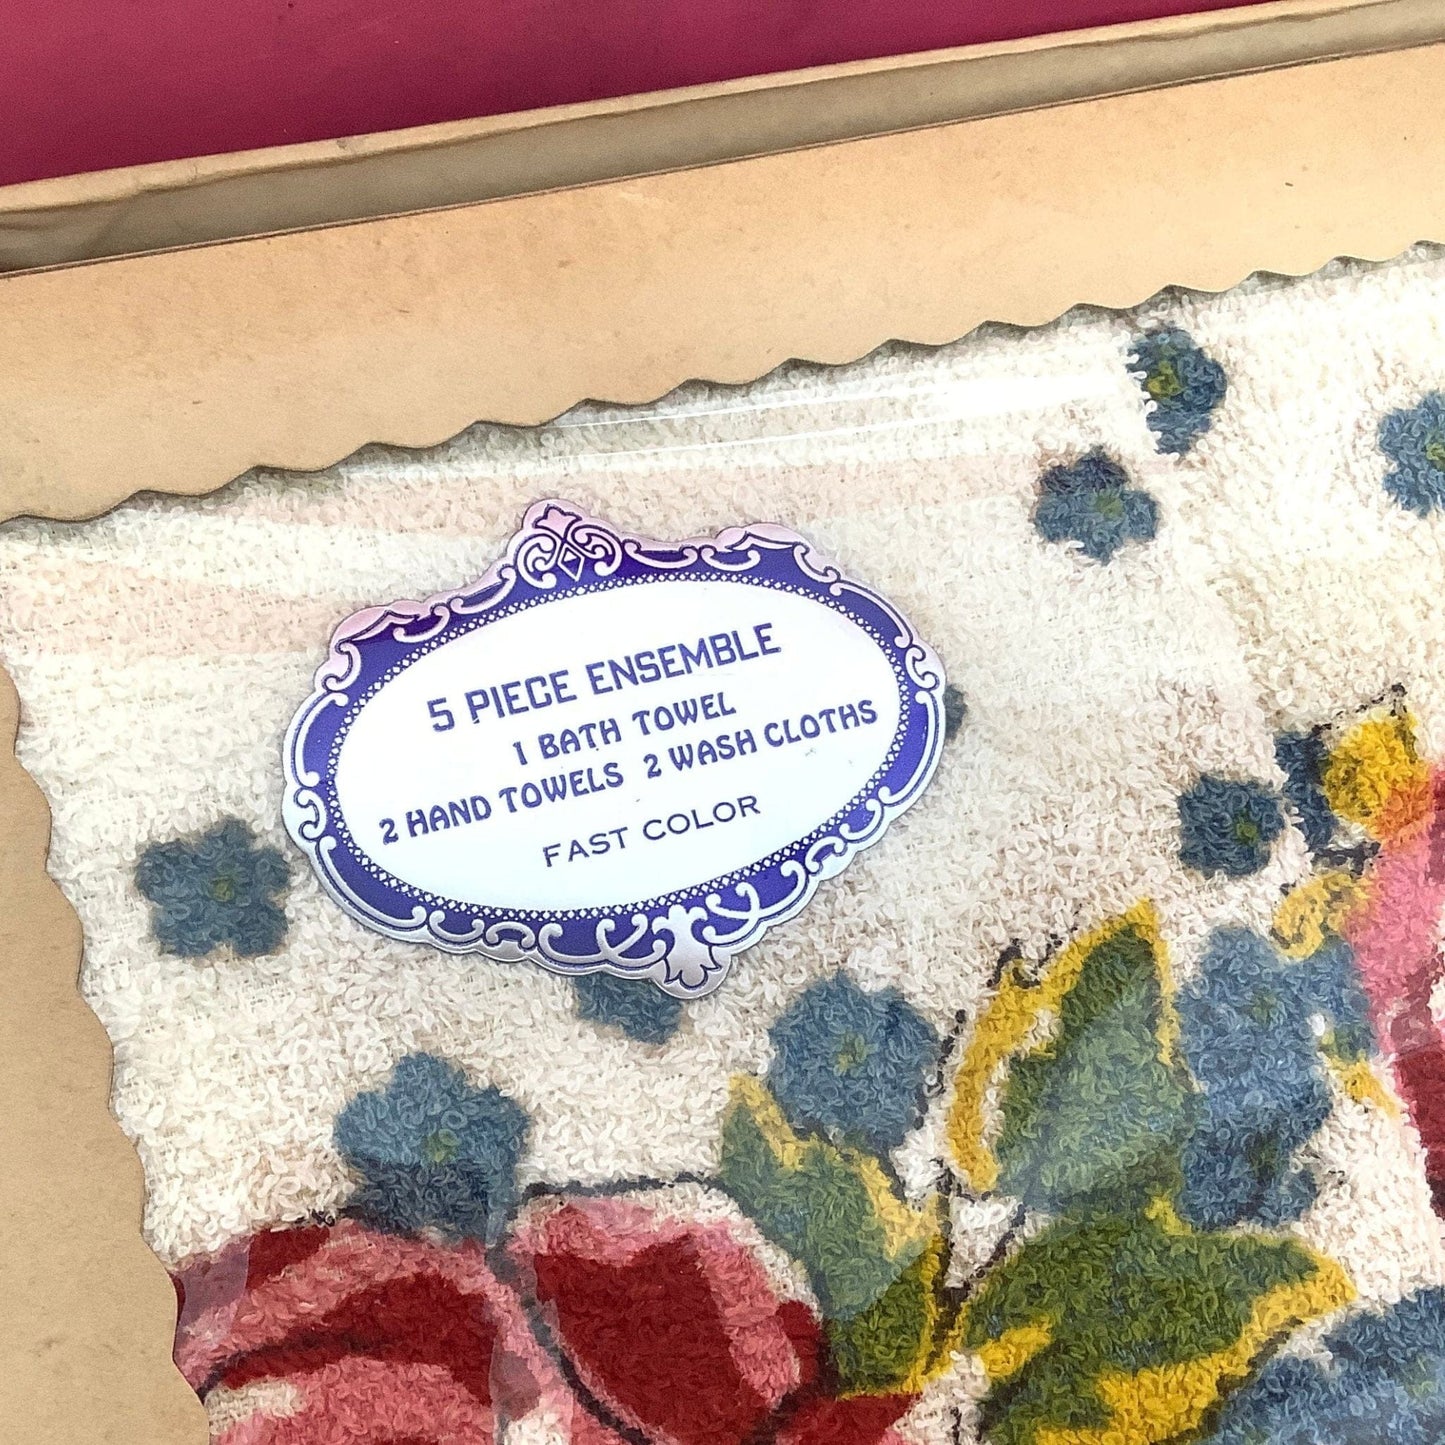 5 PIECE ENSEMBLE
1 BATH TOWEL
2 HAND TOWELS 2 WASH CLOTHS
FAST COLOR